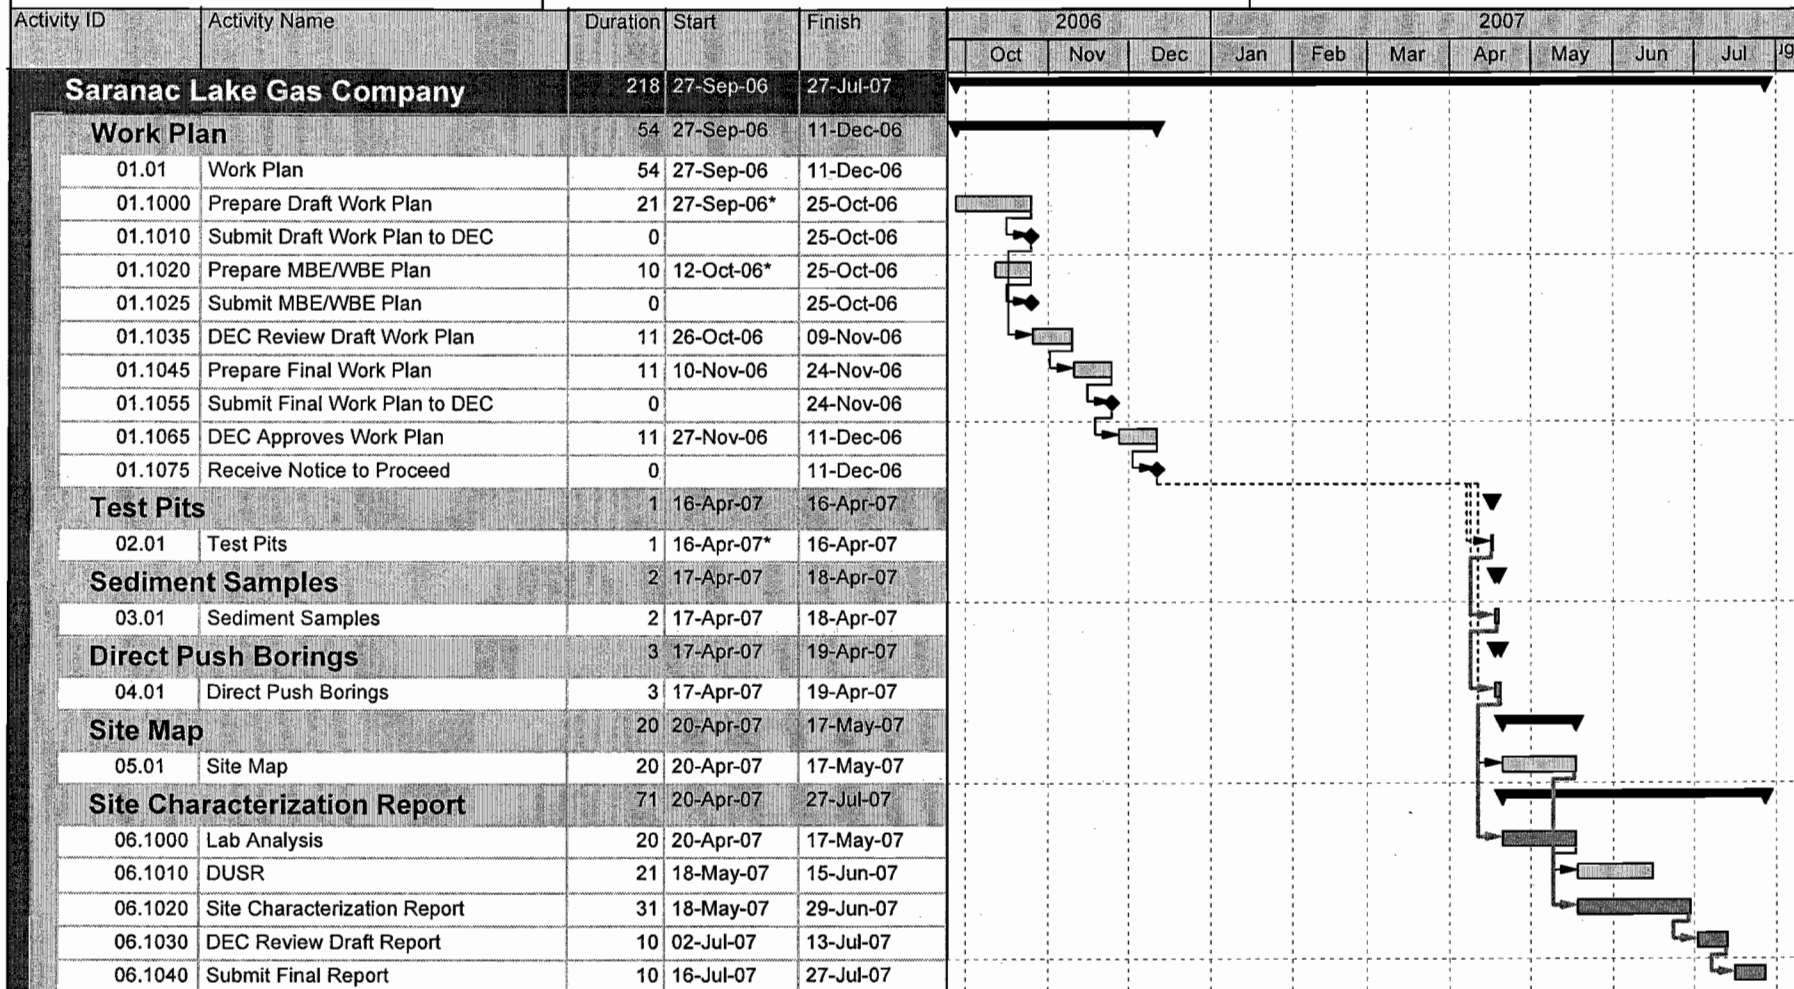 Activity ID Activity Name Duration Start Finish 2006 2007
Oct Nov Dec Jan Feb Mar Apr May Jun Jul
Saranac Lake Gas Company 218 27-Sep-06 27-Jul-07
Work Plan 54 27-Sep-06 11-Dec-06
01.01 Work Plan 54 27-Sep-06 11-Dec-06
01.1000 Prepare Draft Work Plan 21 27-Sep-06* 25-Oct-06
01.1010 Submit Draft Work Plan to DEC 0 25-Oct-06
01.1020 Prepare MBE/WBE Plan 10 12-Oct-06* 25-Oct-06
01.1025 Submit MBE/WBE Plan 0 25-Oct-06
01.1035 DEC Review Draft Work Plan 11 26-Oct-06 09-Nov-06
01.1045 Prepare Final Work Plan 11 10-Nov-06 24-Nov-06
01.1055 Submit Final Work Plan to DEC 0 24-Nov-06
01.1065 DEC Approves Work Plan 11 27-Nov-06 11-Dec-06
01.1075 Receive Notice to Proceed 0 11-Dec-06
Test Pits 1 16-Apr-07 16-Apr-07
02.01 Test Pits 1 16-Apr-07* 16-Apr-07
Sediment Samples 2 17-Apr-07 18-Apr-07
03.01 Sediment Samples 2 17-Apr-07 18-Apr-07
Direct Push Borings 3 17-Apr-07 19-Apr-07
04.01 Direct Push Borings 3 17-Apr-07 19-Apr-07
Site Map 20 20-Apr-07 17-May-07
05.01 Site Map 20 20-Apr-07 17-May-07
Site Characterization Report 71 20-Apr-07 27-Jul-07
06.1000 Lab Analysis 20 20-Apr-07 17-May-07
06.1010 DUSR 21 18-May-07 15-Jun-07
06.1020 Site Characterization Report 31 18-May-07 29-Jun-07
06.1030 DEC Review Draft Report 10 02-Jul-07 13-Jul-07
06.1040 Submit Final Report 10 16-Jul-07 27-Jul-07